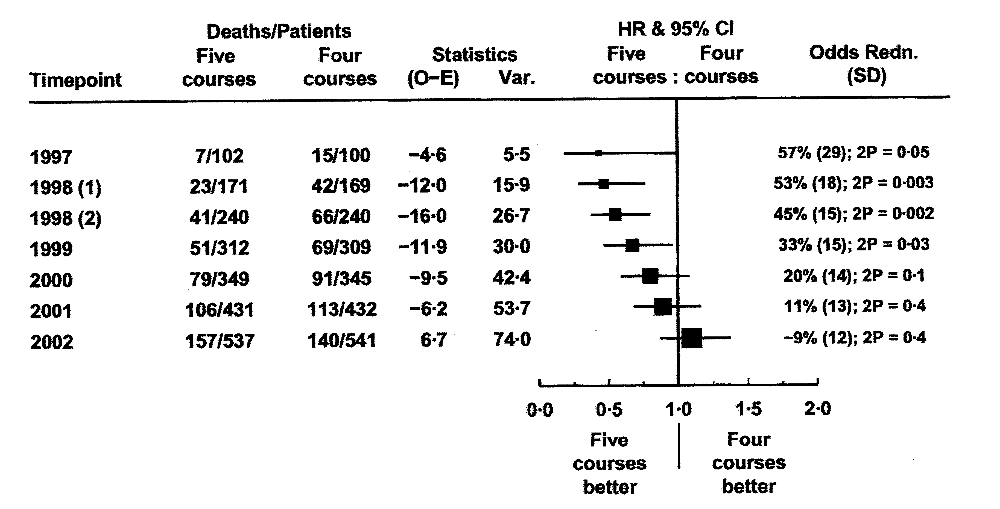 Deaths/Patients HR & 95% CI
Five Four Statistics Five Four Odds Redn.
Timepoint courses courses (O−E) Var. courses : courses (SD)
1997 7/102 15/100 −4·6 5·5 57% (29); 2P = 0·05
1998 (1) 23/171 42/169 −12·0 15·9 53% (18); 2P = 0·003
1998 (2) 41/240 66/240 −16·0 26·7 45% (15); 2P = 0·002
1999 51/312 69/309 −11·9 30·0 33% (15); 2P = 0·03
2000 79/349 91/345 −9·5 42·4 20% (14); 2P = 0·1
2001 106/431 113/432 −6·2 53·7 11% (13); 2P = 0·4
2002 157/537 140/541 6·7 74·0 −9% (12); 2P = 0·4
0·0 0·5 1·0 1·5 2·0
Five Four
courses courses
better better